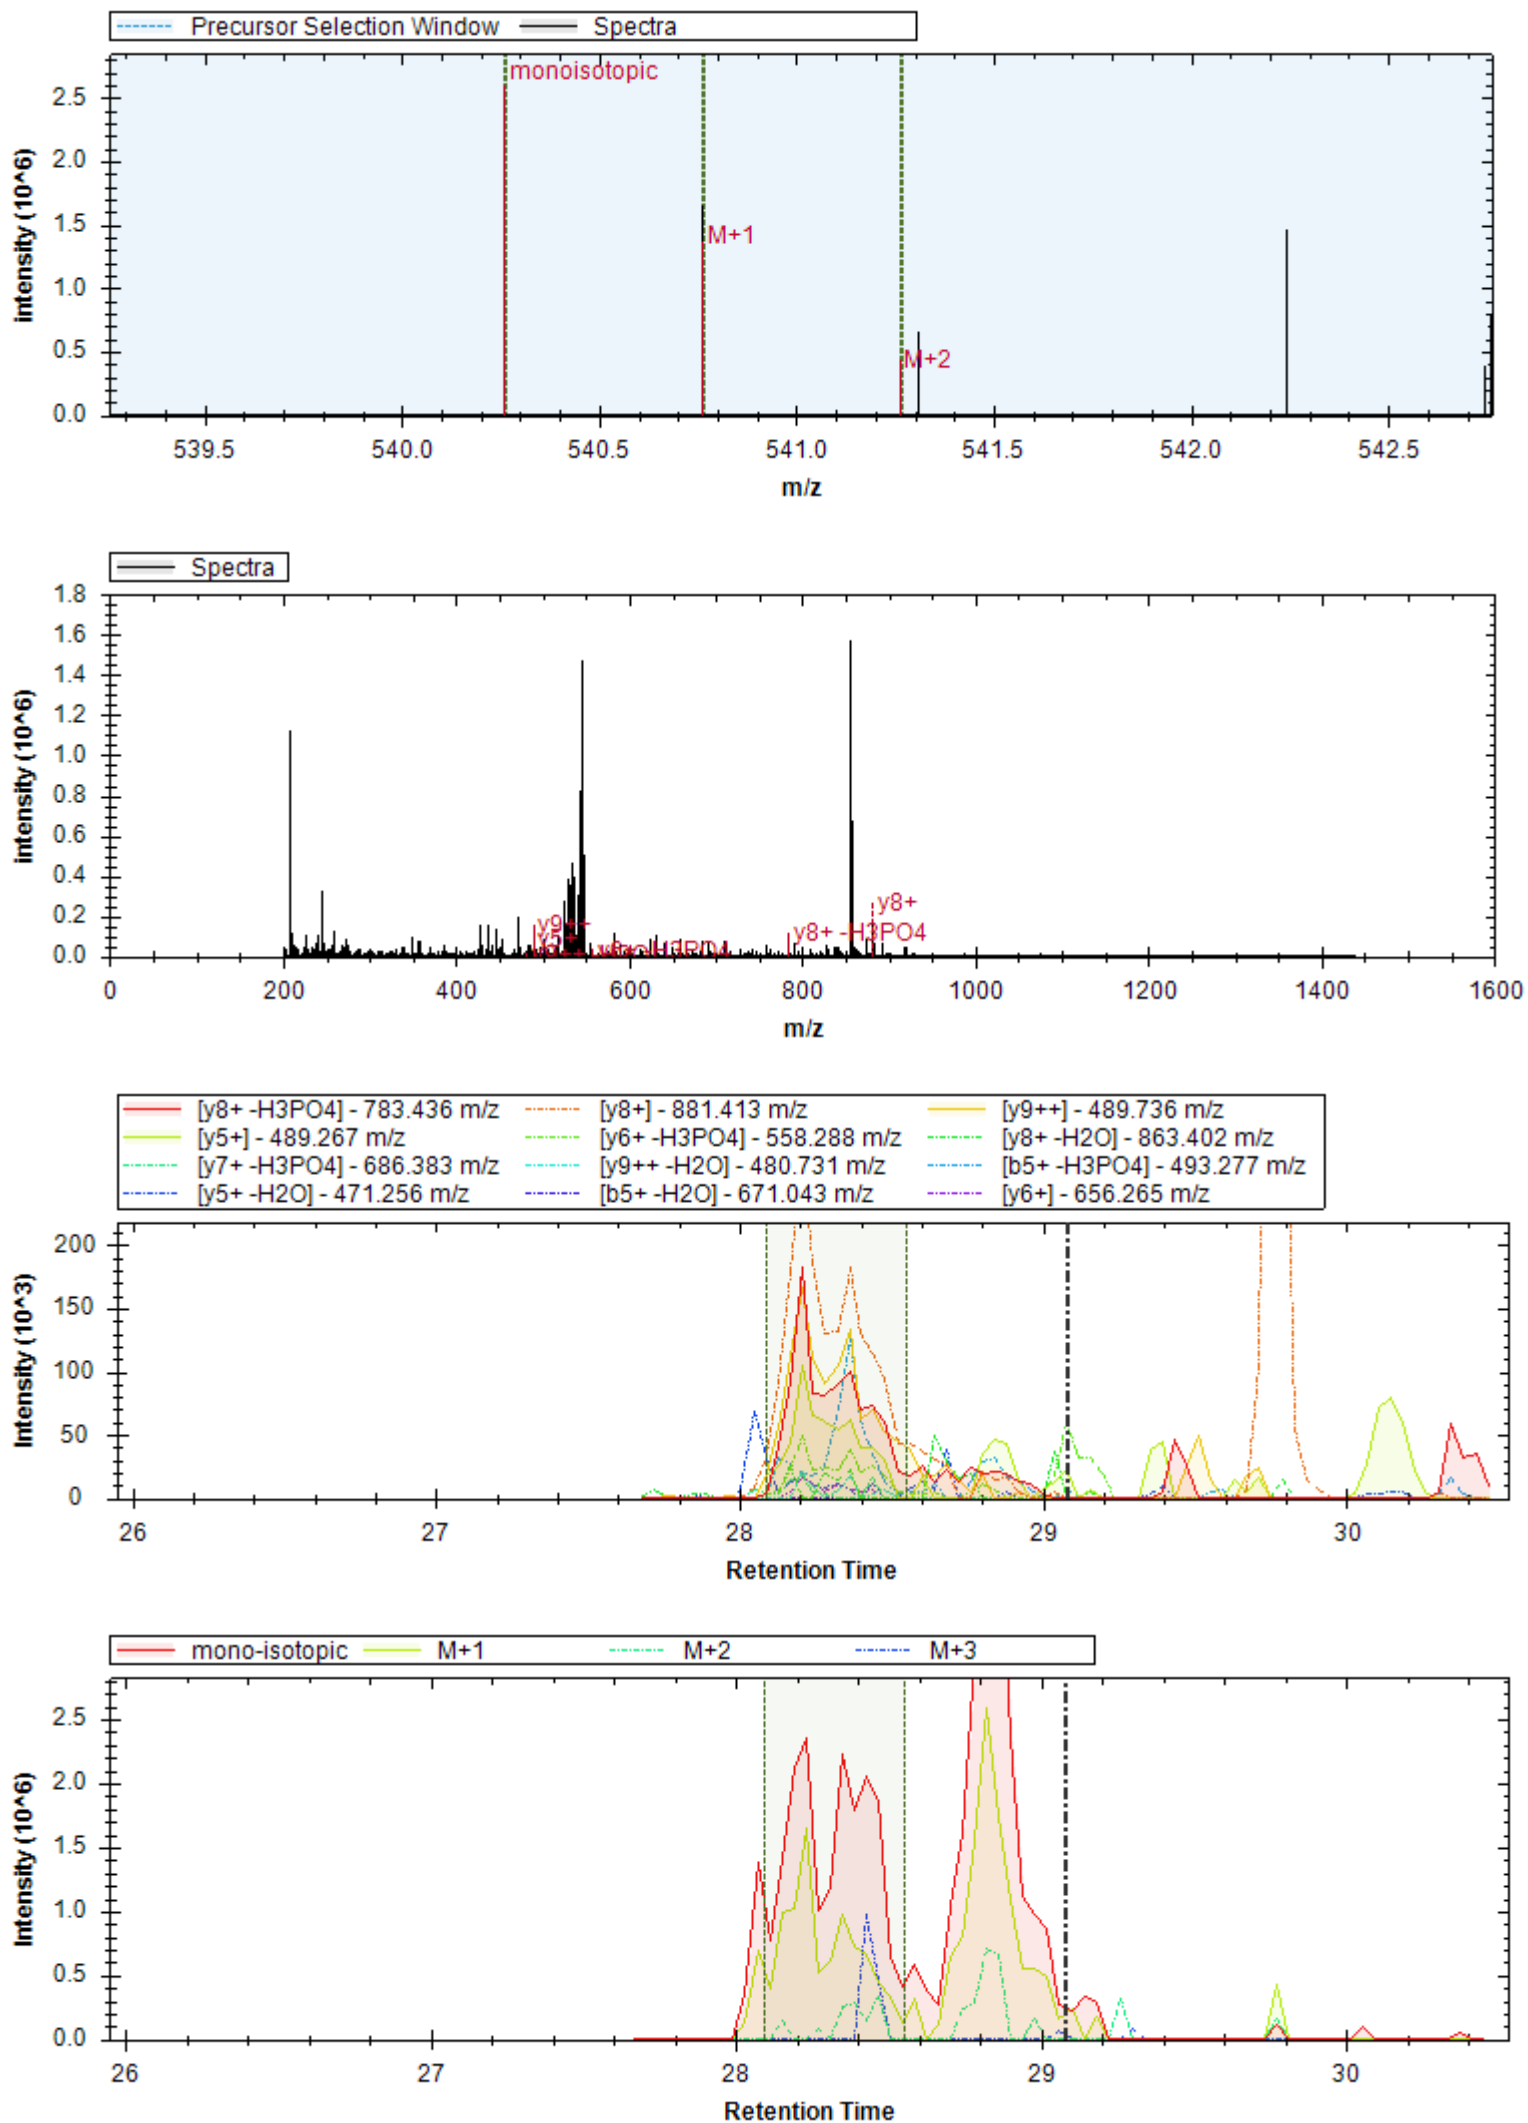 Precursor Selection Window Spectra
monoisotopic
M+1
M+2
2.5
2.0
1.5
1.0
0.5
0.0
intensity (10^6)
539.5 540.0 540.5 541.0 541.5 542.0 542.5
m/z
Spectra
1.8
1.6
1.4
1.2
1.0
0.8
0.6
0.4
0.2
0.0
intensity (10^6)
y9++
y5+
y8+
y8+ -H3PO4
0 200 400 600 800 1000 1200 1400 1600
m/z
[y8+ -H3PO4] - 783.436 m/z [y8+] - 881.413 m/z [y9++] - 489.736 m/z
[y5+] - 489.267 m/z [y6+ -H3PO4] - 558.288 m/z [y8+ -H2O] - 863.402 m/z
[y7+ -H3PO4] - 686.383 m/z [y9++ -H2O] - 480.731 m/z [b5+ -H3PO4] - 493.277 m/z
[y5+ -H2O] - 471.256 m/z [b5+ -H2O] - 671.043 m/z [y6+] - 656.265 m/z
200
150
100
50
0
Intensity (10^3)
26 27 28 29 30
Retention Time
mono-isotopic M+1 M+2 M+3
2.5
2.0
1.5
1.0
0.5
0.0
Intensity (10^6)
26 27 28 29 30
Retention Time